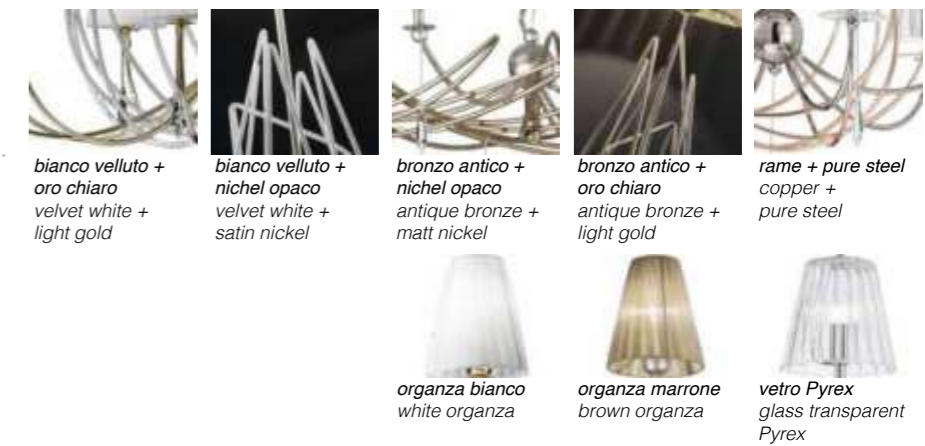 bianco velluto +
oro chiaro
velvet white +
light gold
bianco velluto +
nichel opaco
velvet white +
satin nickel
bronzo antico +
nichel opaco
antique bronze +
matt nickel
bronzo antico +
oro chiaro
antique bronze +
light gold
rame + pure steel
copper +
pure steel
organza bianco
white organza
organza marrone
brown organza
vetro Pyrex
glass transparent
Pyrex